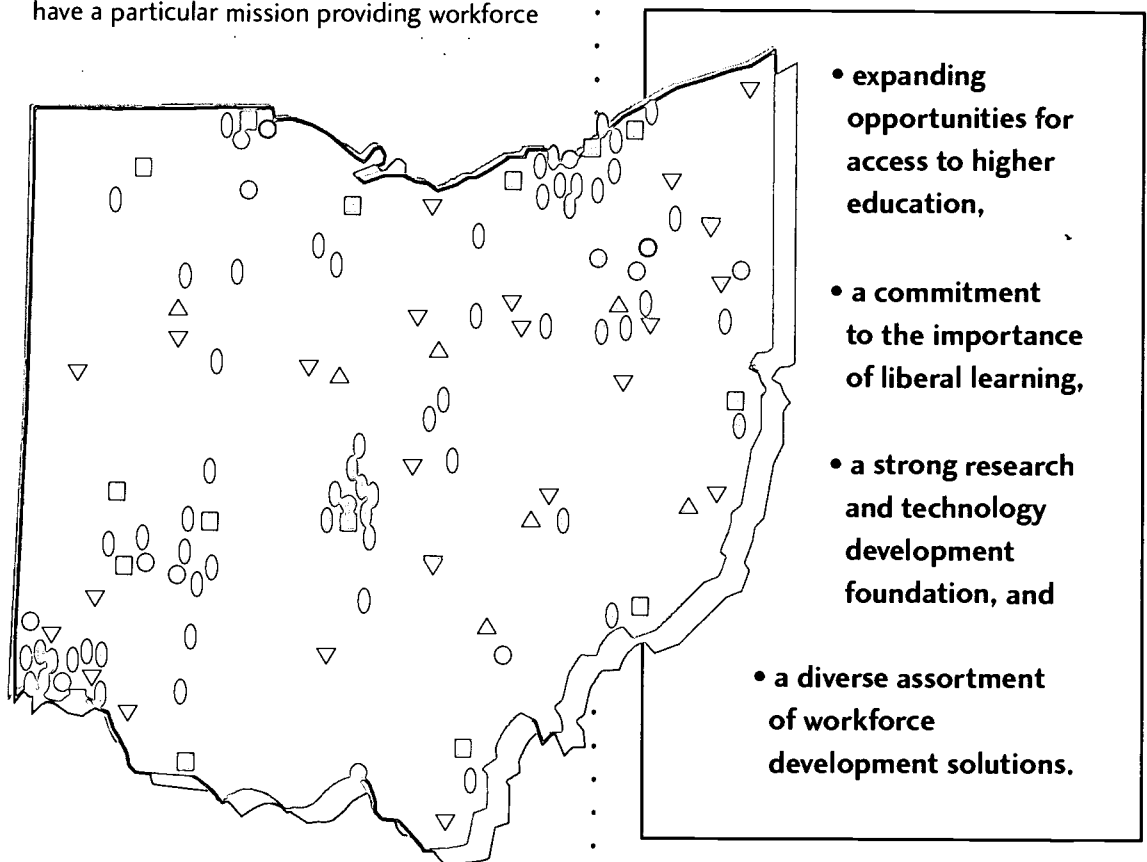 have a particular mission providing workforce
• expanding
opportunities for
access to higher
education,
• a commitment
to the importance
of liberal learning,
• a strong research
and technology
development
foundation, and
• a diverse assortment
of workforce
development solutions.